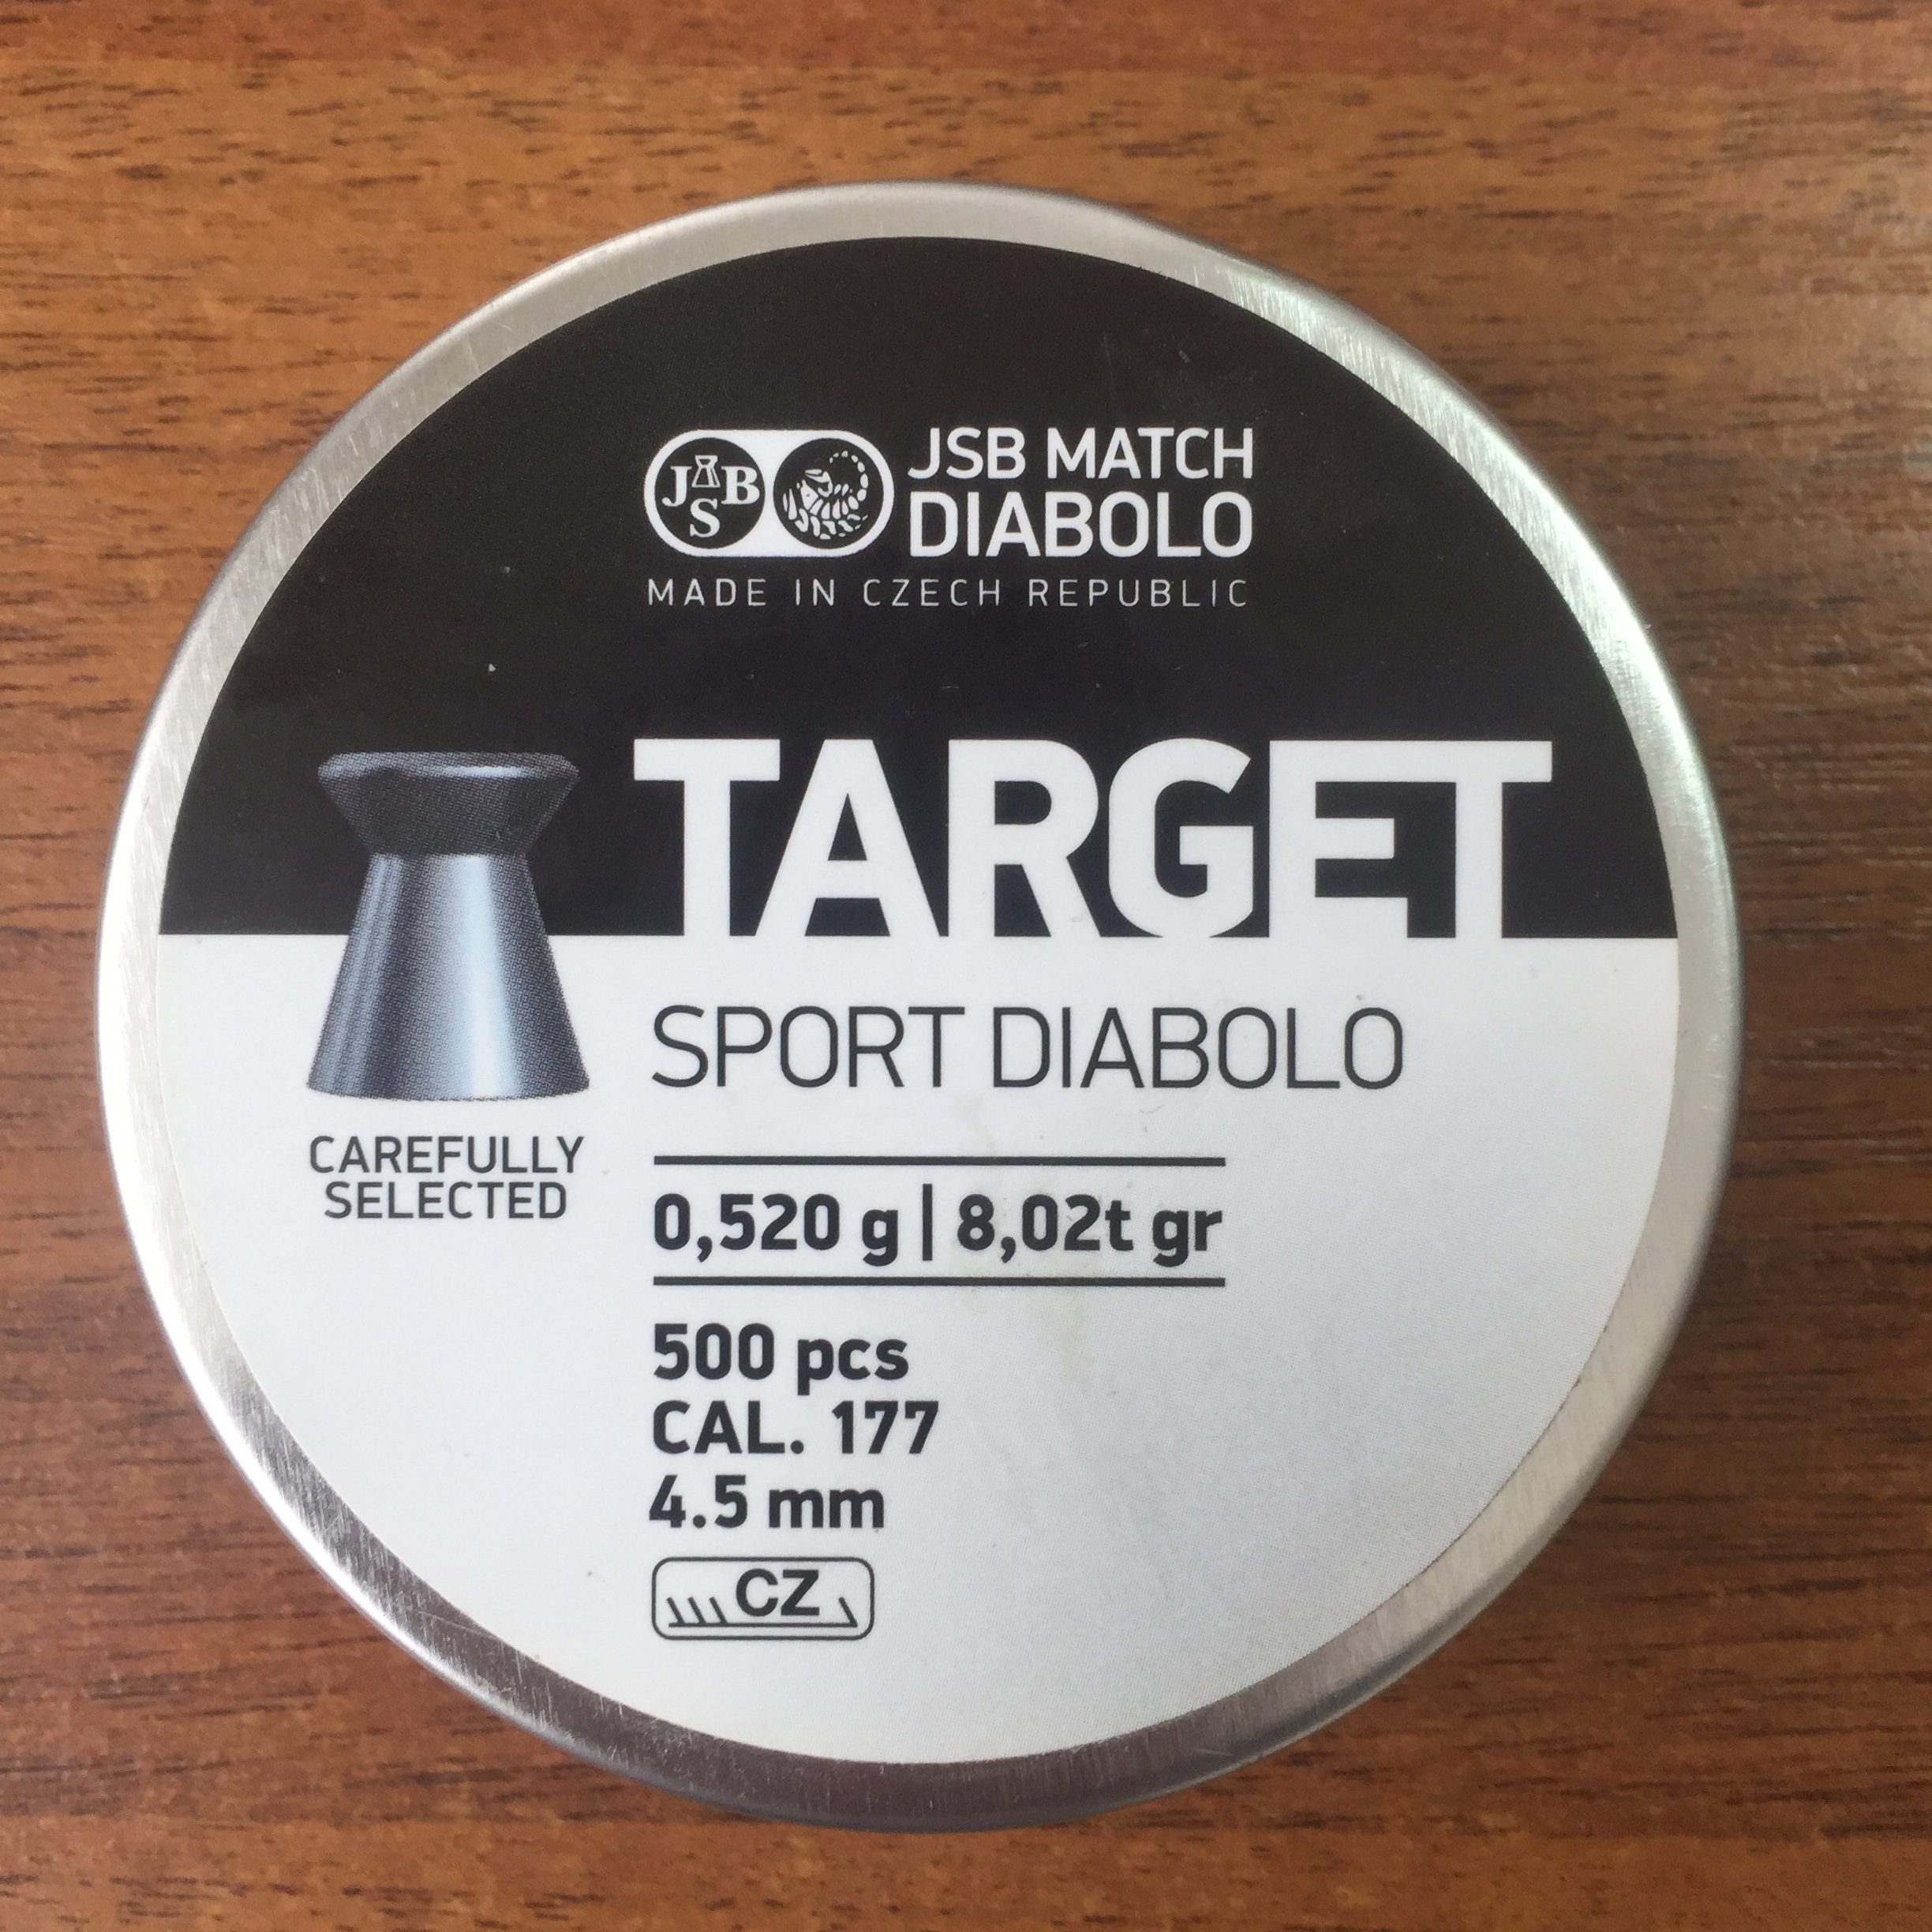 JSB
JSB MATCH
DIABOLO
MADE IN CZECH REPUBLIC
TARGET
SPORT DIABOLO
CAREFULLY
SELECTED
0,520 g | 8,02t gr
500 pcs
CAL. 177
4.5 mm
CZ